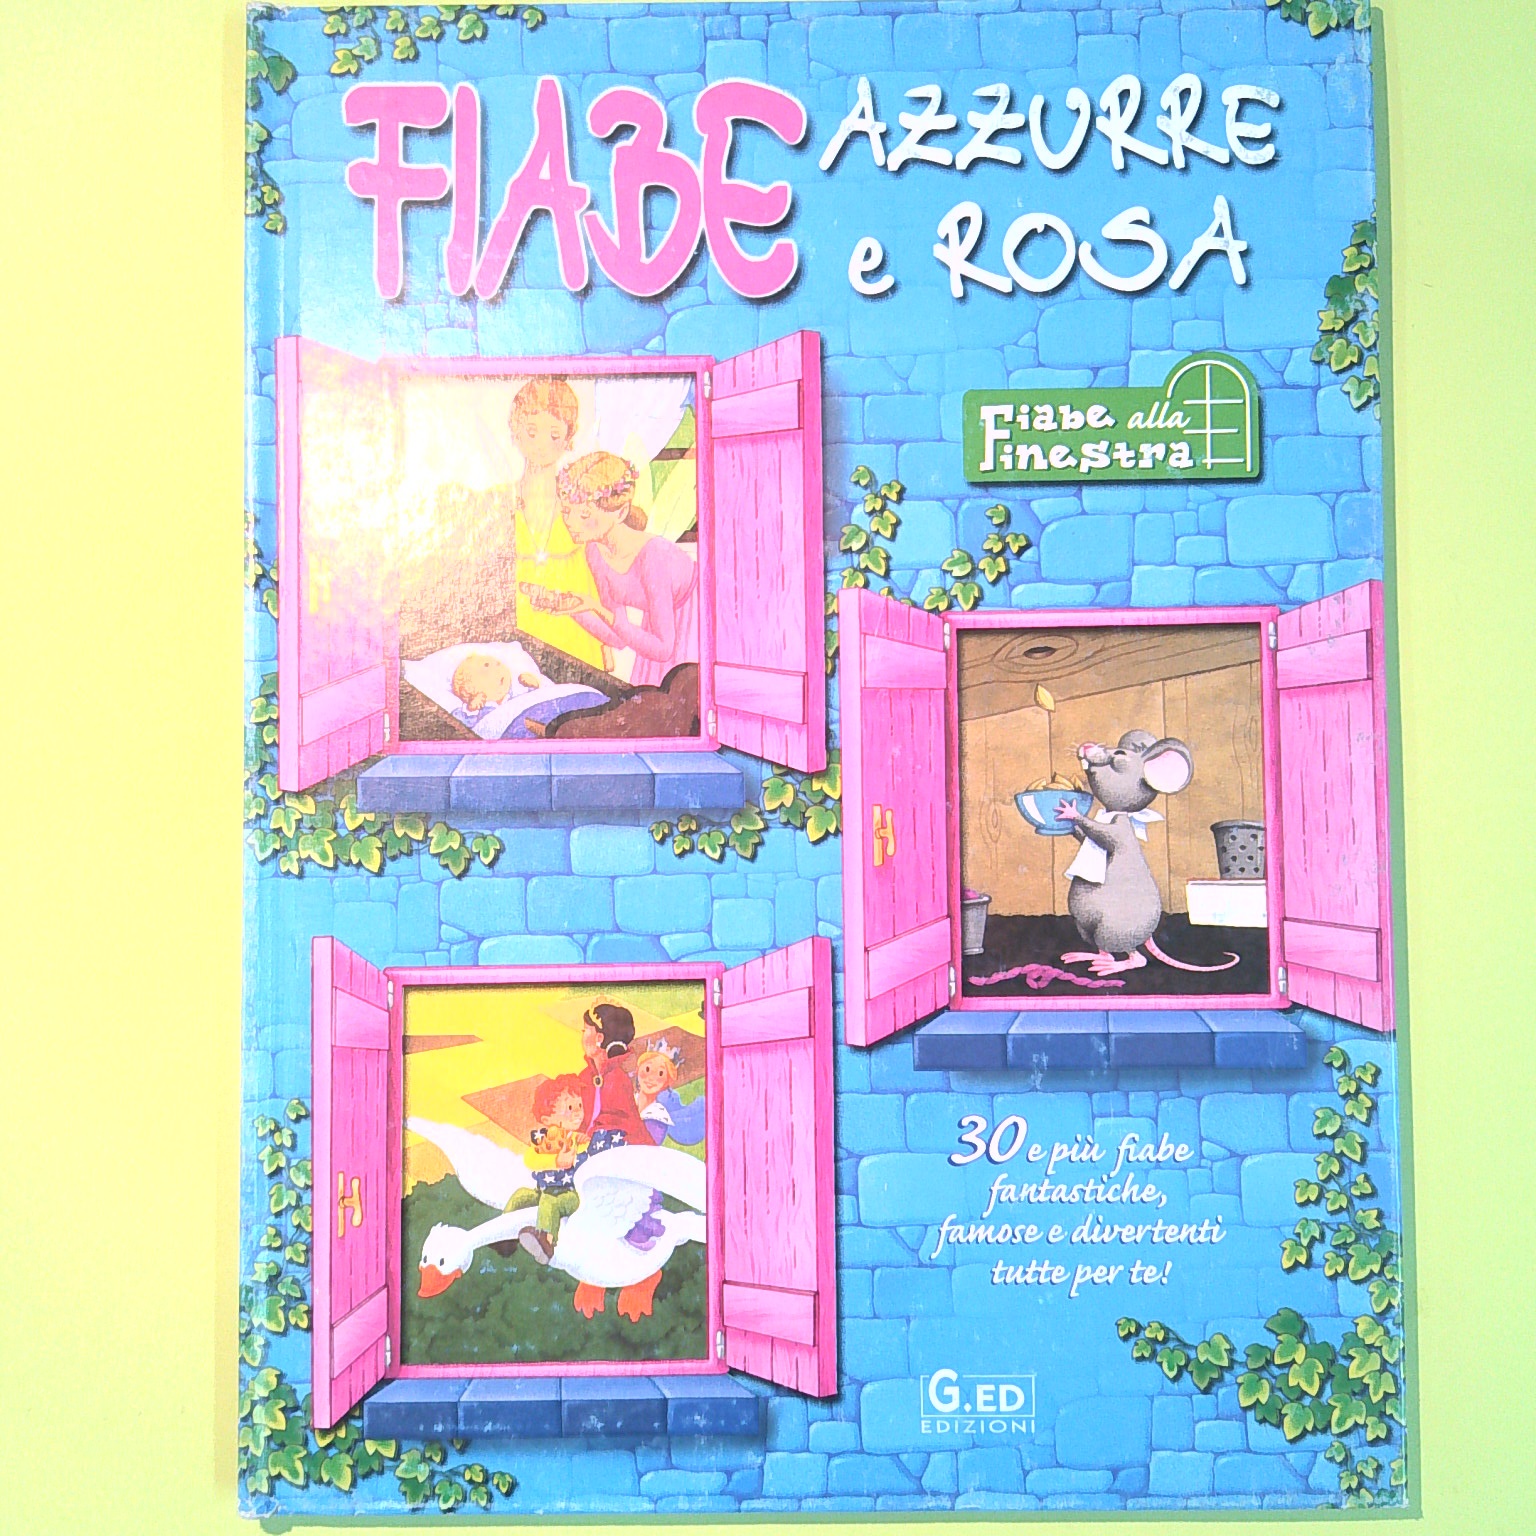 FIABE AZZURRE
e ROSA
Fiabe alla
Finestra
30 e più fiabe
fantastiche,
famose e divertenti
tutte per te!
G.ED
EDIZIONI